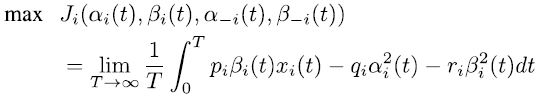 max J_i(α_i(t), β_i(t), α_{-i}(t), β_{-i}(t))
= lim_{T→∞} \frac{1}{T} ∫_0^T p_i β_i(t) x_i(t) − q_i α_i^2(t) − r_i β_i^2(t) dt